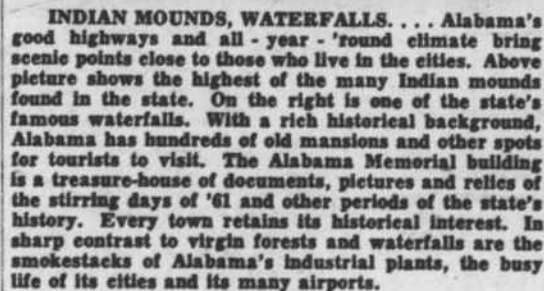 INDIAN MOUNDS, WATERFALLS. . . . Alabama's
good highways and all - year - 'round climate bring
scenic points close to those who live in the cities. Above
picture shows the highest of the many Indian mounds
found in the state. On the right is one of the state's
famous waterfalls. With a rich historical background,
Alabama has hundreds of old mansions and other spots
for tourists to visit. The Alabama Memorial building
is a treasure-house of documents, pictures and relics of
the stirring days of '61 and other periods of the state's
history. Every town retains its historical interest. In
sharp contrast to virgin forests and waterfalls are the
smokestacks of Alabama's industrial plants, the busy
life of its cities and its many airports.